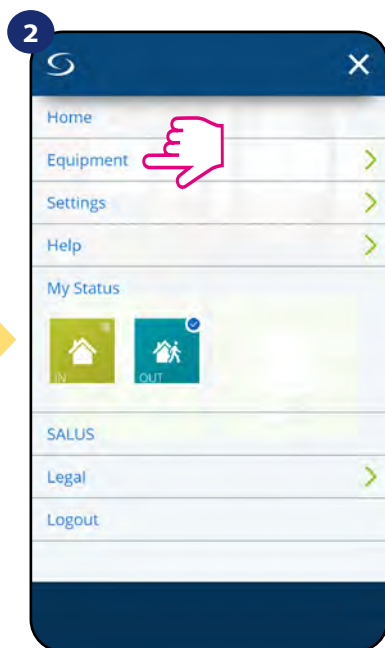 2
Home
Equipment
Settings
Help
My Status
IN
OUT
SALUS
Legal
Logout